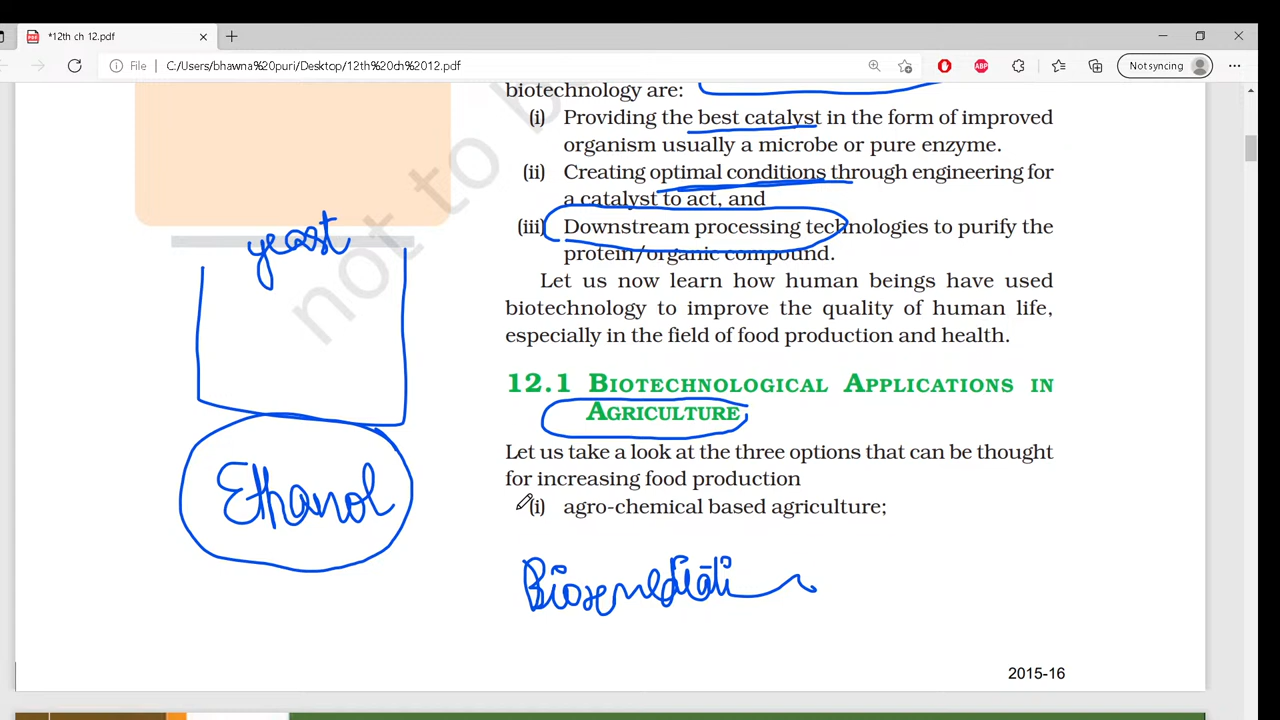 *12th ch 12.pdf
File
C:/Users/bhawna%20puri/Desktop/12th%20ch%2012.pdf
ABP
Not syncing
biotechnology are:
(i) Providing the best catalyst in the form of improved
organism usually a microbe or pure enzyme.
(ii) Creating optimal conditions through engineering for
a catalyst to act, and
(iii) Downstream processing technologies to purify the
protein/organic compound.
Let us now learn how human beings have used
biotechnology to improve the quality of human life,
especially in the field of food production and health.
12.1 BIOTECHNOLOGICAL APPLICATIONS IN
AGRICULTURE
Let us take a look at the three options that can be thought
for increasing food production
(i) agro-chemical based agriculture;
2015-16
yeast
Ethanol
not to b